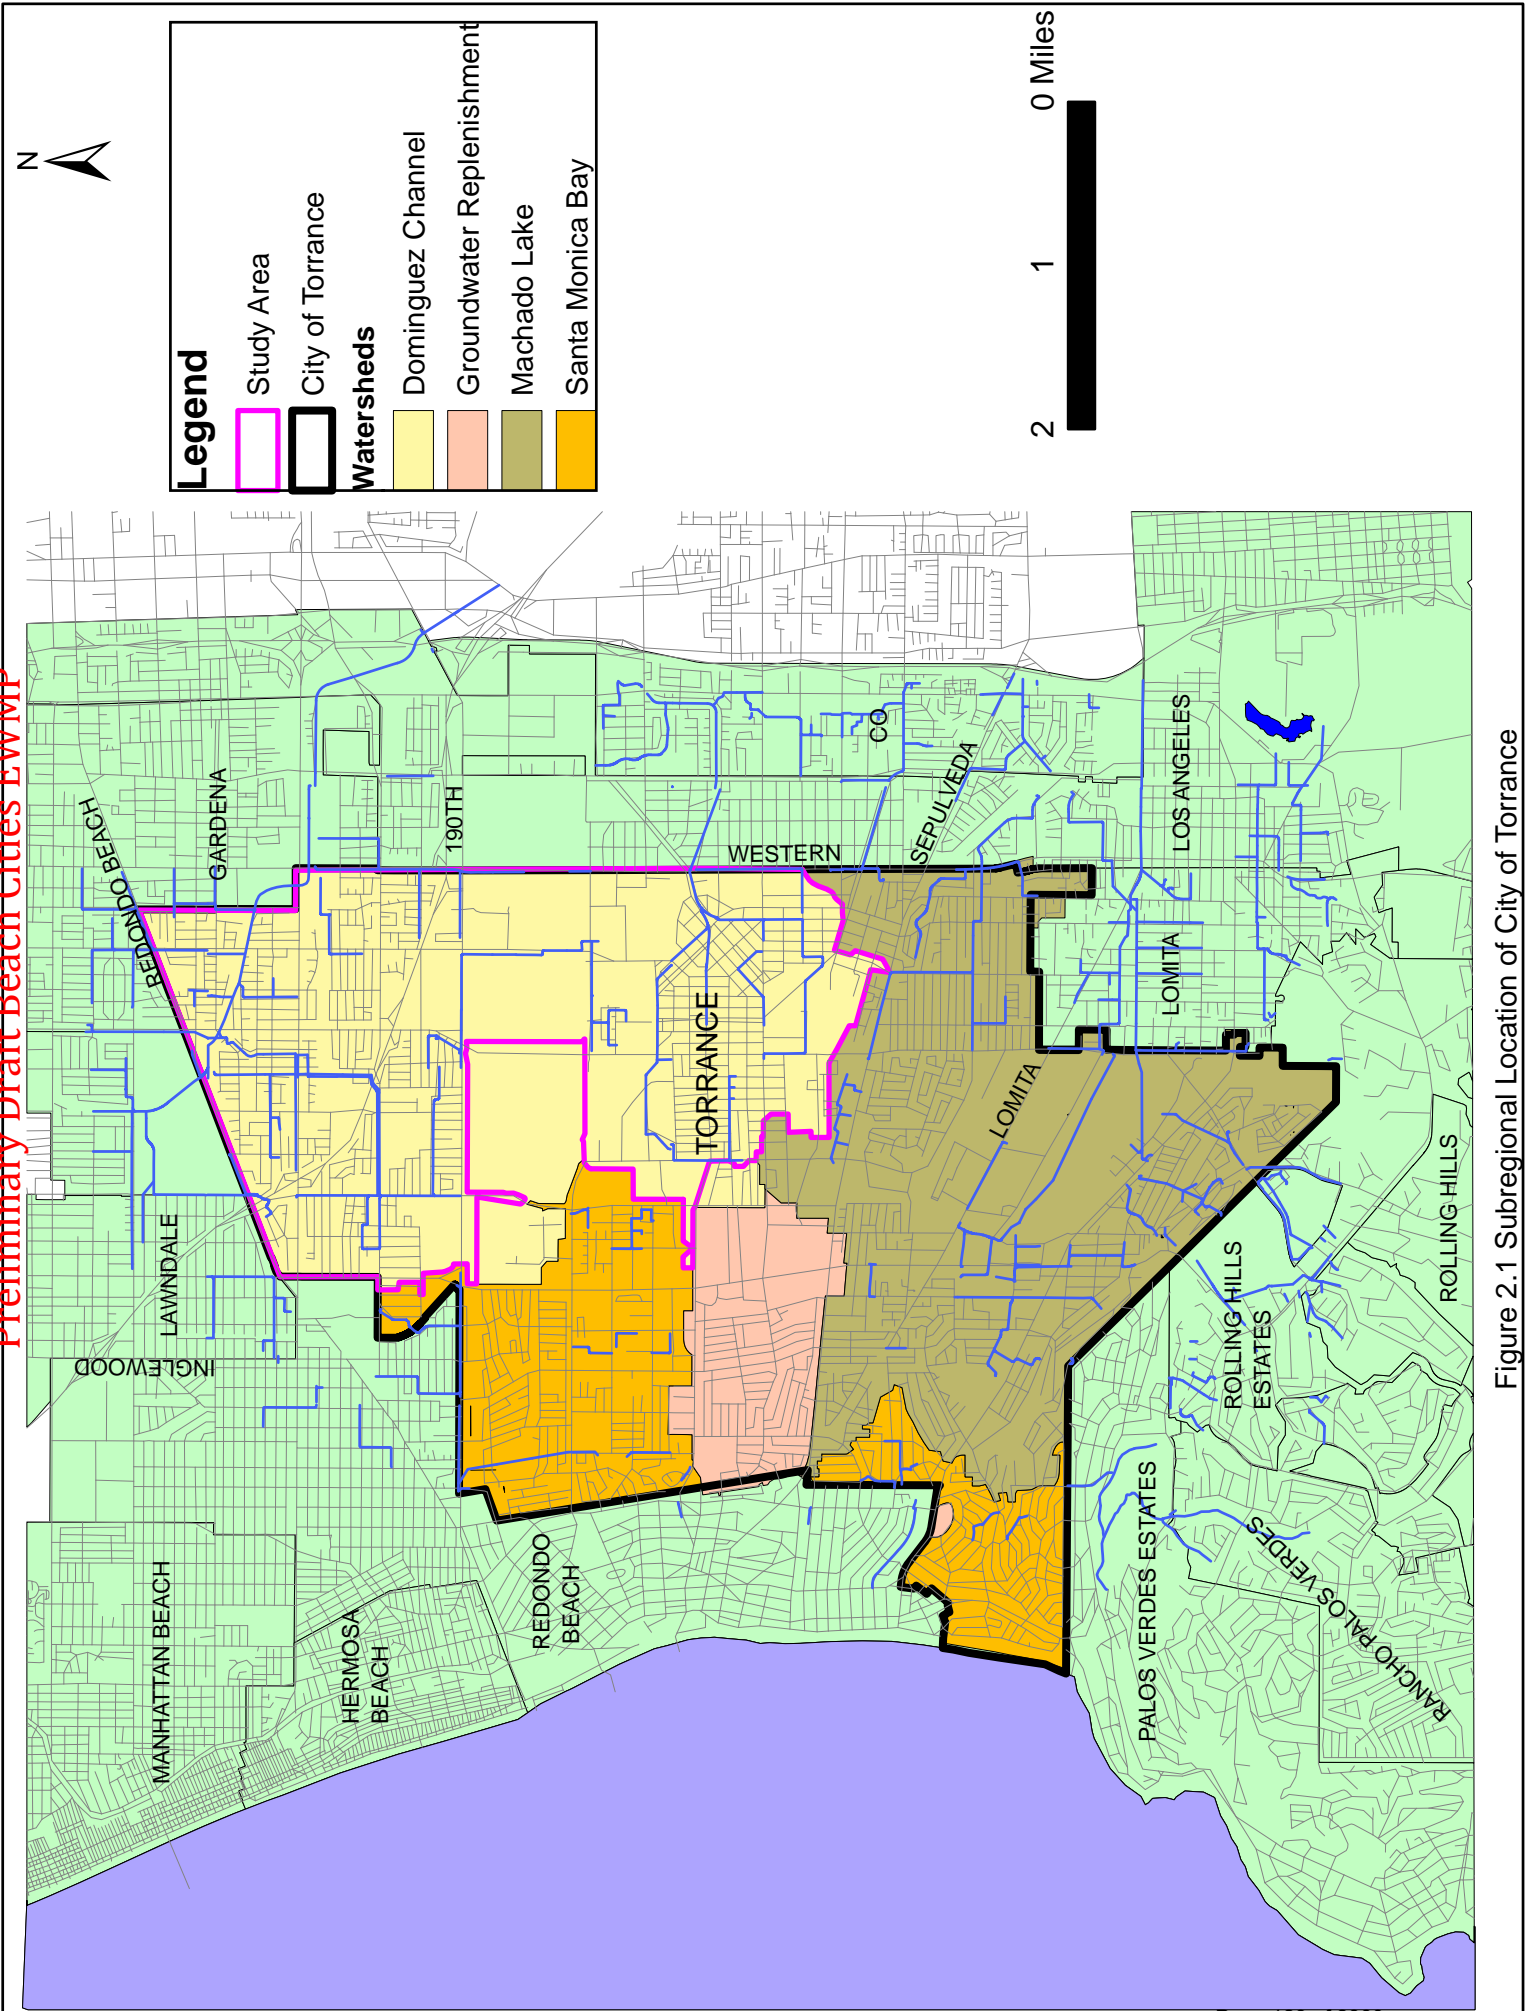 Preliminary Draft Beach Cities EWMP
N
Legend
Study Area
City of Torrance
Watersheds
Dominguez Channel
Groundwater Replenishment
Machado Lake
Santa Monica Bay
2
1
0 Miles
REDONDO BEACH
GARDENA
REDONDO BEACH
190TH
WESTERN
CO
SEPULVEDA
LOS ANGELES
LAWNDALE
INGLEWOOD
TORRANCE
LOMITA
LOMITA
MANHATTAN BEACH
HERMOSA
BEACH
REDONDO
BEACH
PALOS VERDES ESTATES
ROLLING HILLS
ESTATES
ROLLING HILLS
RANCHO PALOS VERDES
Figure 2.1 Subregional Location of City of Torrance